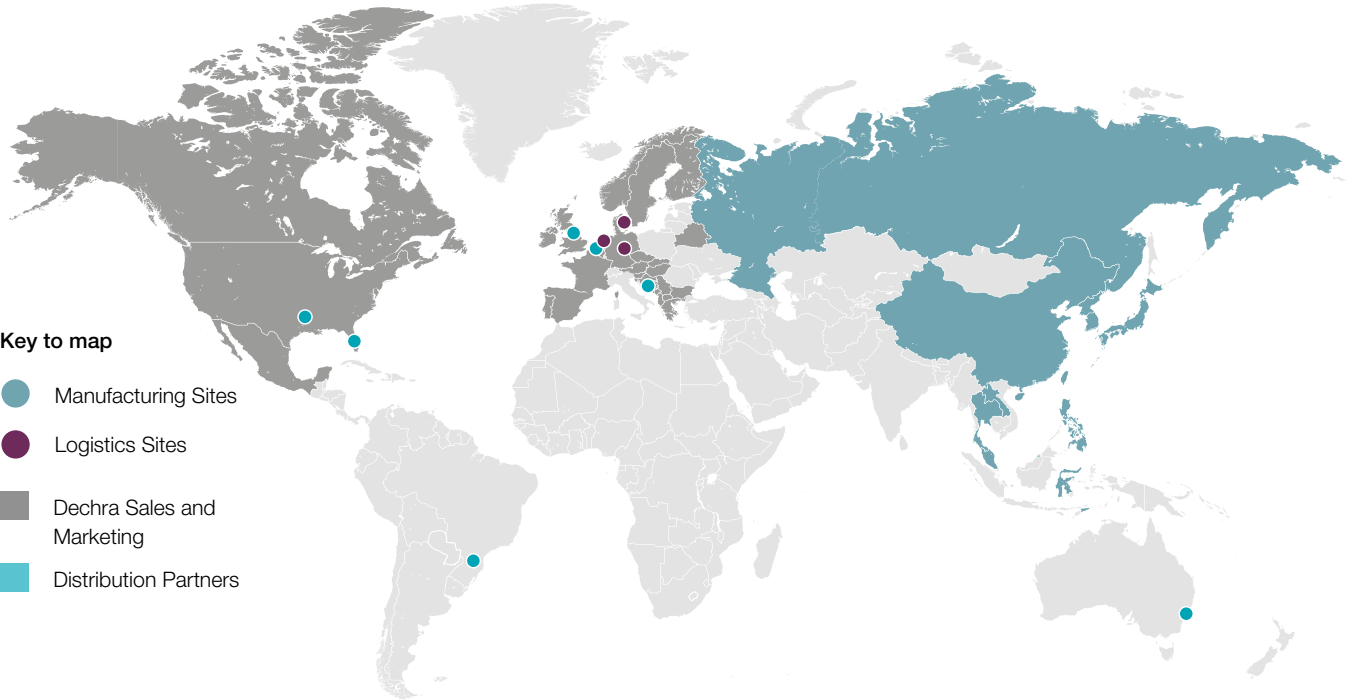 Key to map
Manufacturing Sites
Logistics Sites
Dechra Sales and
Marketing
Distribution Partners